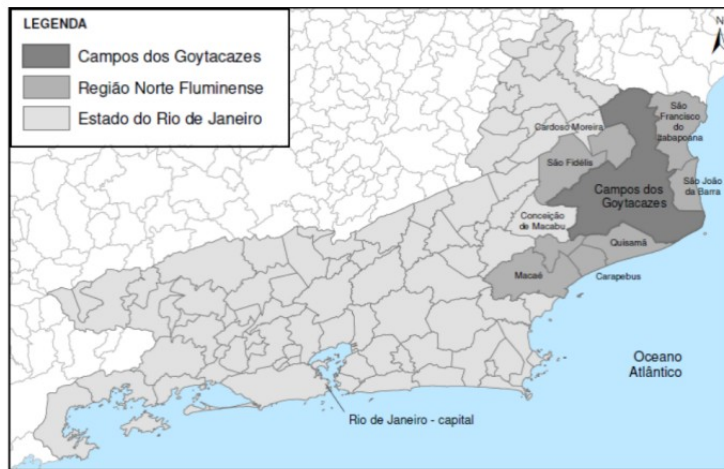 LEGENDA
Campos dos Goytacazes
Região Norte Fluminense
Estado do Rio de Janeiro
N
São
Francisco
do
Itabapoana
Cardoso Moreira
São Fidélis
São João
da Barra
Campos dos
Goytacazes
Conceição
de Macabu
Quisamã
Macaé
Carapebus
Oceano
Atlântico
Rio de Janeiro - capital